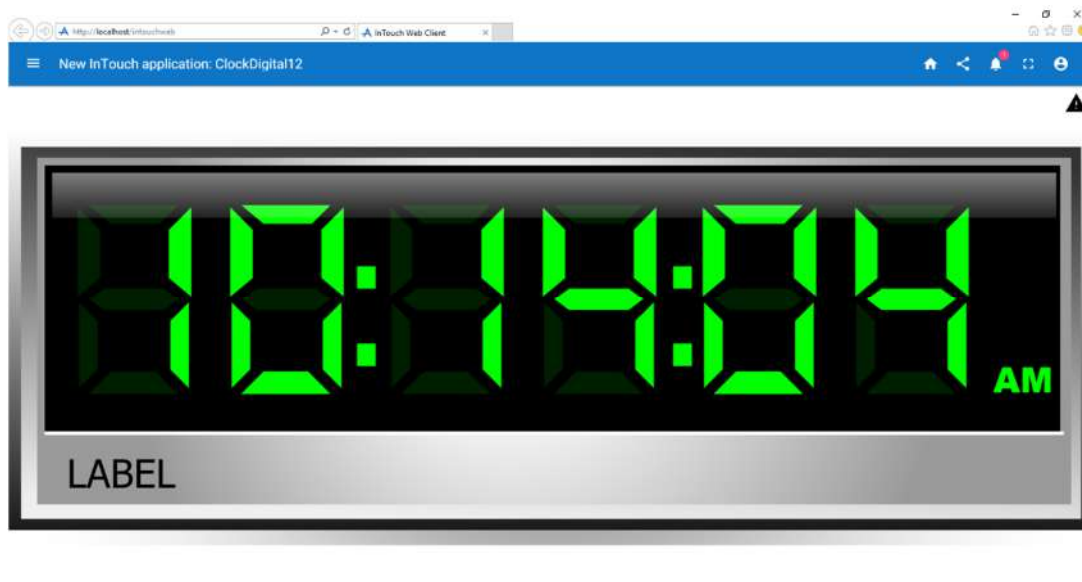 http://localhost/intouchweb InTouch Web Client
New InTouch application: ClockDigital12
10:14:04 AM
LABEL